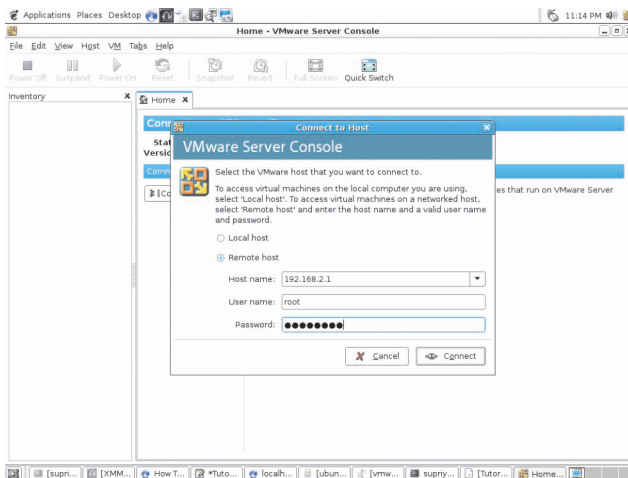 Applications Places Desktop 11:14 PM
Home - VMware Server Console
File Edit View Host VM Tabs Help
Power Off Suspend Power On Reset Snapshot Revert Full Screen Quick Switch
Inventory
Home
Connect to Host
VMware Server Console
Select the VMware host that you want to connect to.
To access virtual machines on the local computer you are using,
select 'Local host'. To access virtual machines on a networked host,
select 'Remote host' and enter the host name and a valid user name
and password.
es that run on VMware Server
Local host
Remote host
Host name: 192.168.2.1
User name: root
Password: ●●●●●●●●
Cancel Connect
[supri... [XMM... How T... *Tuto... localh... [ubun... [vmw... supriy... [Tutor... Home...